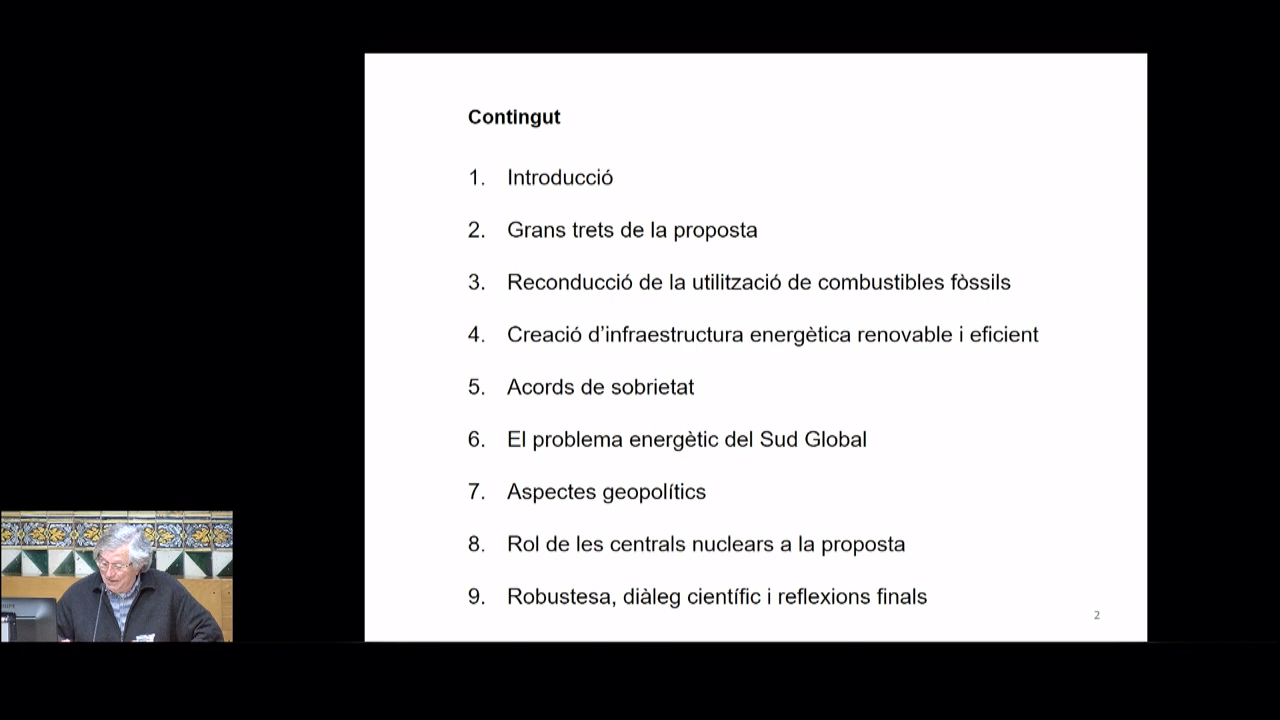 Contingut
1. Introducció
2. Grans trets de la proposta
3. Reconducció de la utilització de combustibles fòssils
4. Creació d’infraestructura energètica renovable i eficient
5. Acords de sobrietat
6. El problema energètic del Sud Global
7. Aspectes geopolítics
8. Rol de les centrals nuclears a la proposta
9. Robustesa, diàleg científic i reflexions finals
2